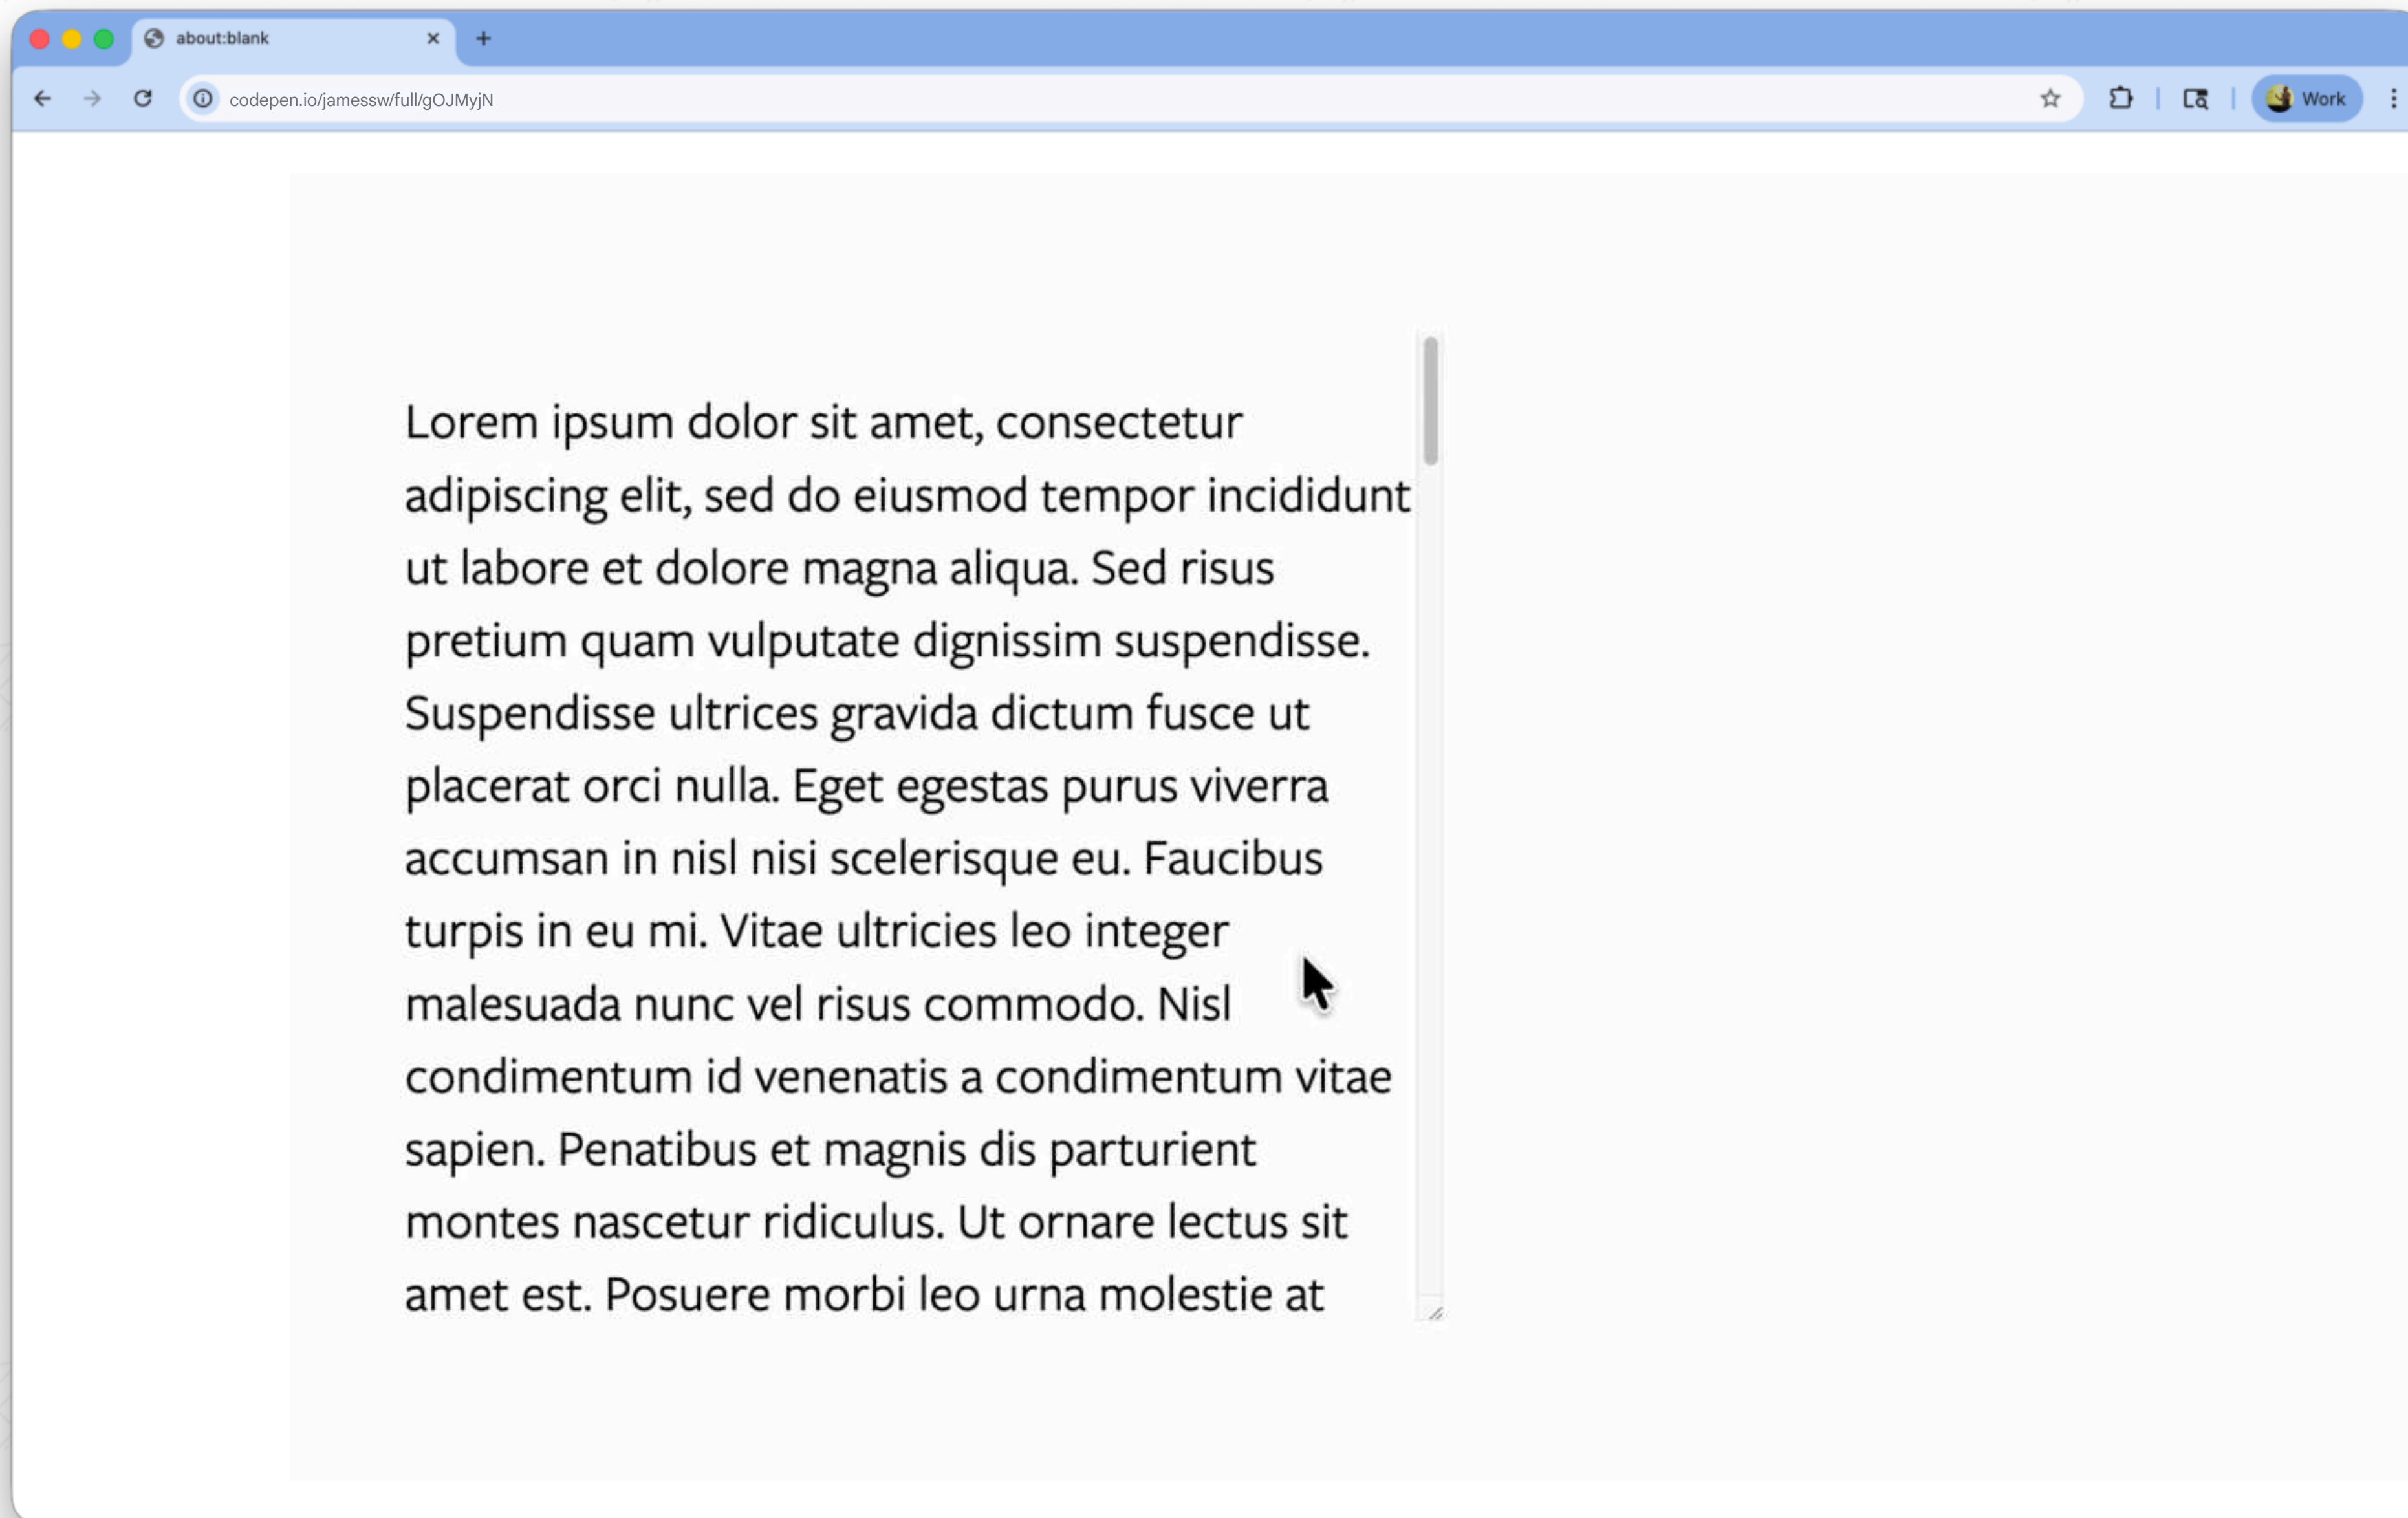 about:blank
codepen.io/jamessw/full/gOJMyjN
Work
Lorem ipsum dolor sit amet, consectetur
adipiscing elit, sed do eiusmod tempor incididunt
ut labore et dolore magna aliqua. Sed risus
pretium quam vulputate dignissim suspendisse.
Suspendisse ultrices gravida dictum fusce ut
placerat orci nulla. Eget egestas purus viverra
accumsan in nisl nisi scelerisque eu. Faucibus
turpis in eu mi. Vitae ultricies leo integer
malesuada nunc vel risus commodo. Nisl
condimentum id venenatis a condimentum vitae
sapien. Penatibus et magnis dis parturient
montes nascetur ridiculus. Ut ornare lectus sit
amet est. Posuere morbi leo urna molestie at